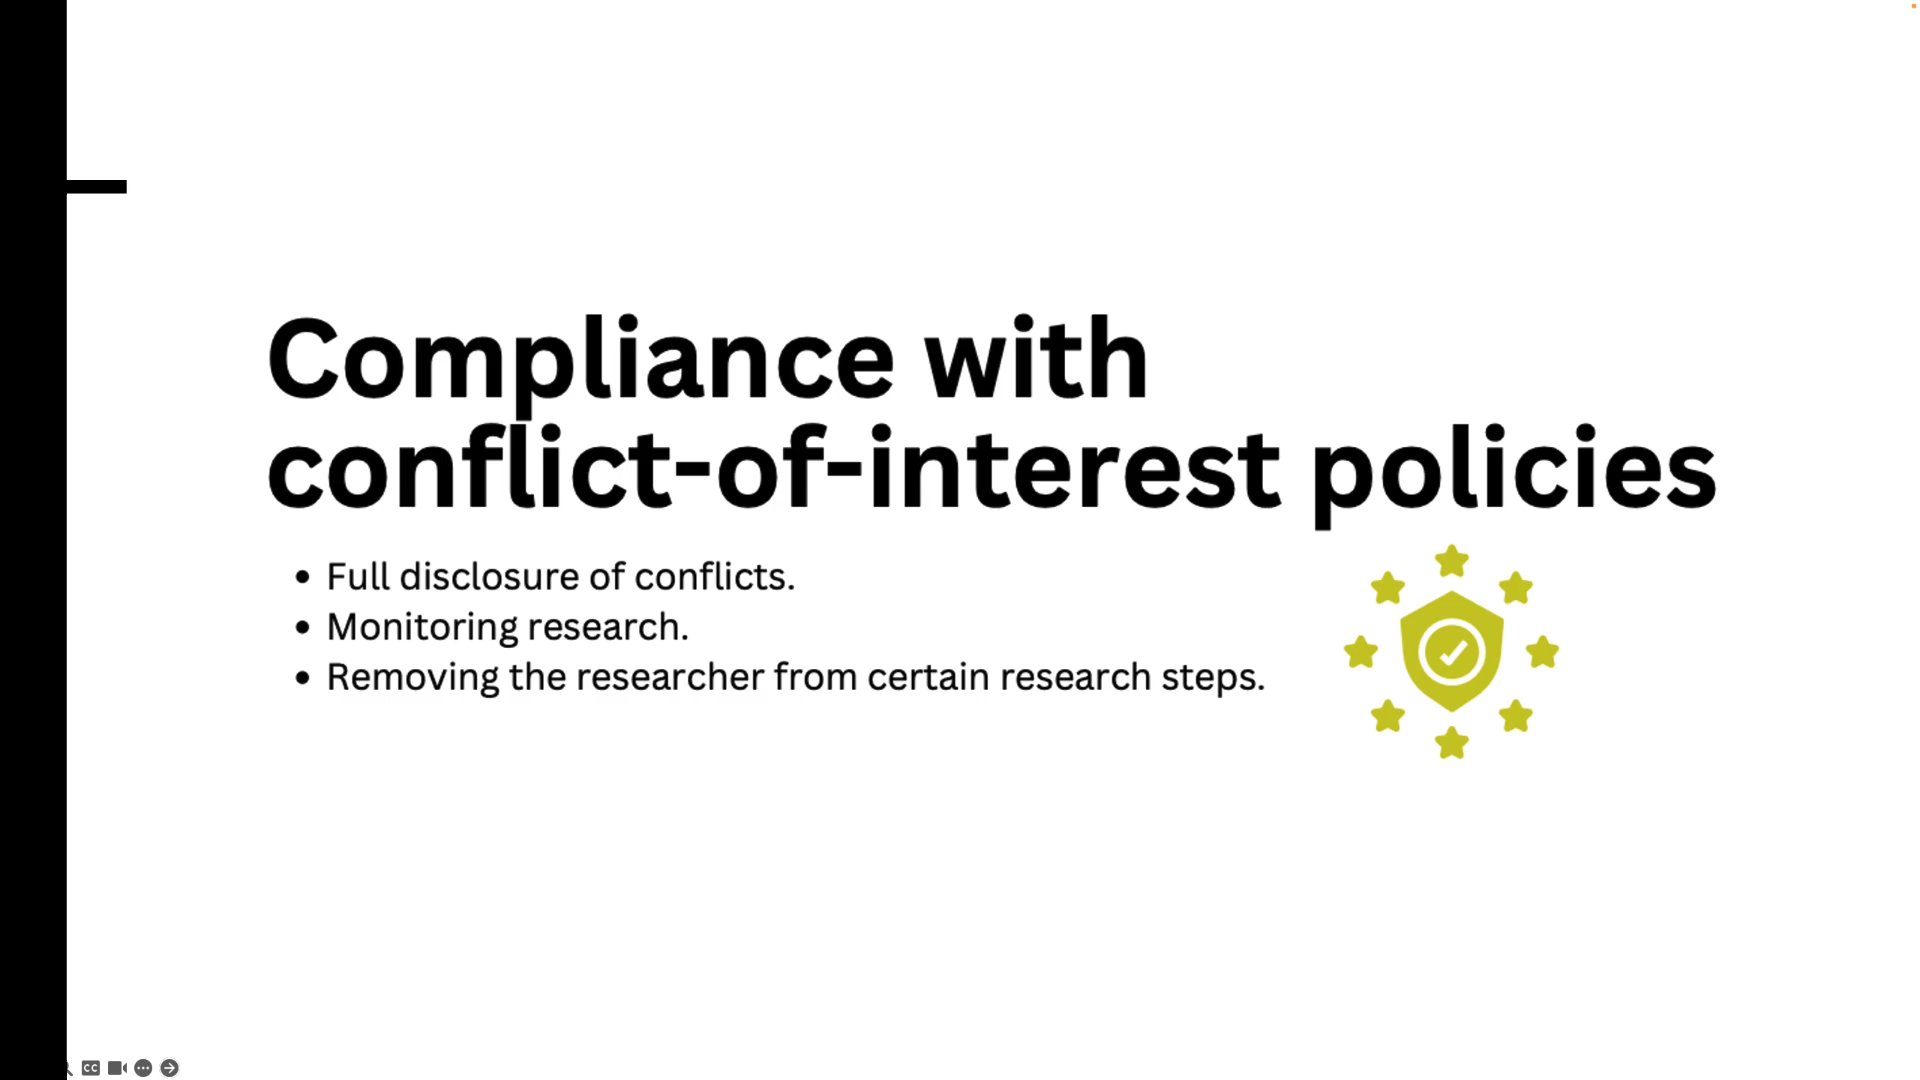 Compliance with
conflict-of-interest policies
• Full disclosure of conflicts.
• Monitoring research.
• Removing the researcher from certain research steps.
CC